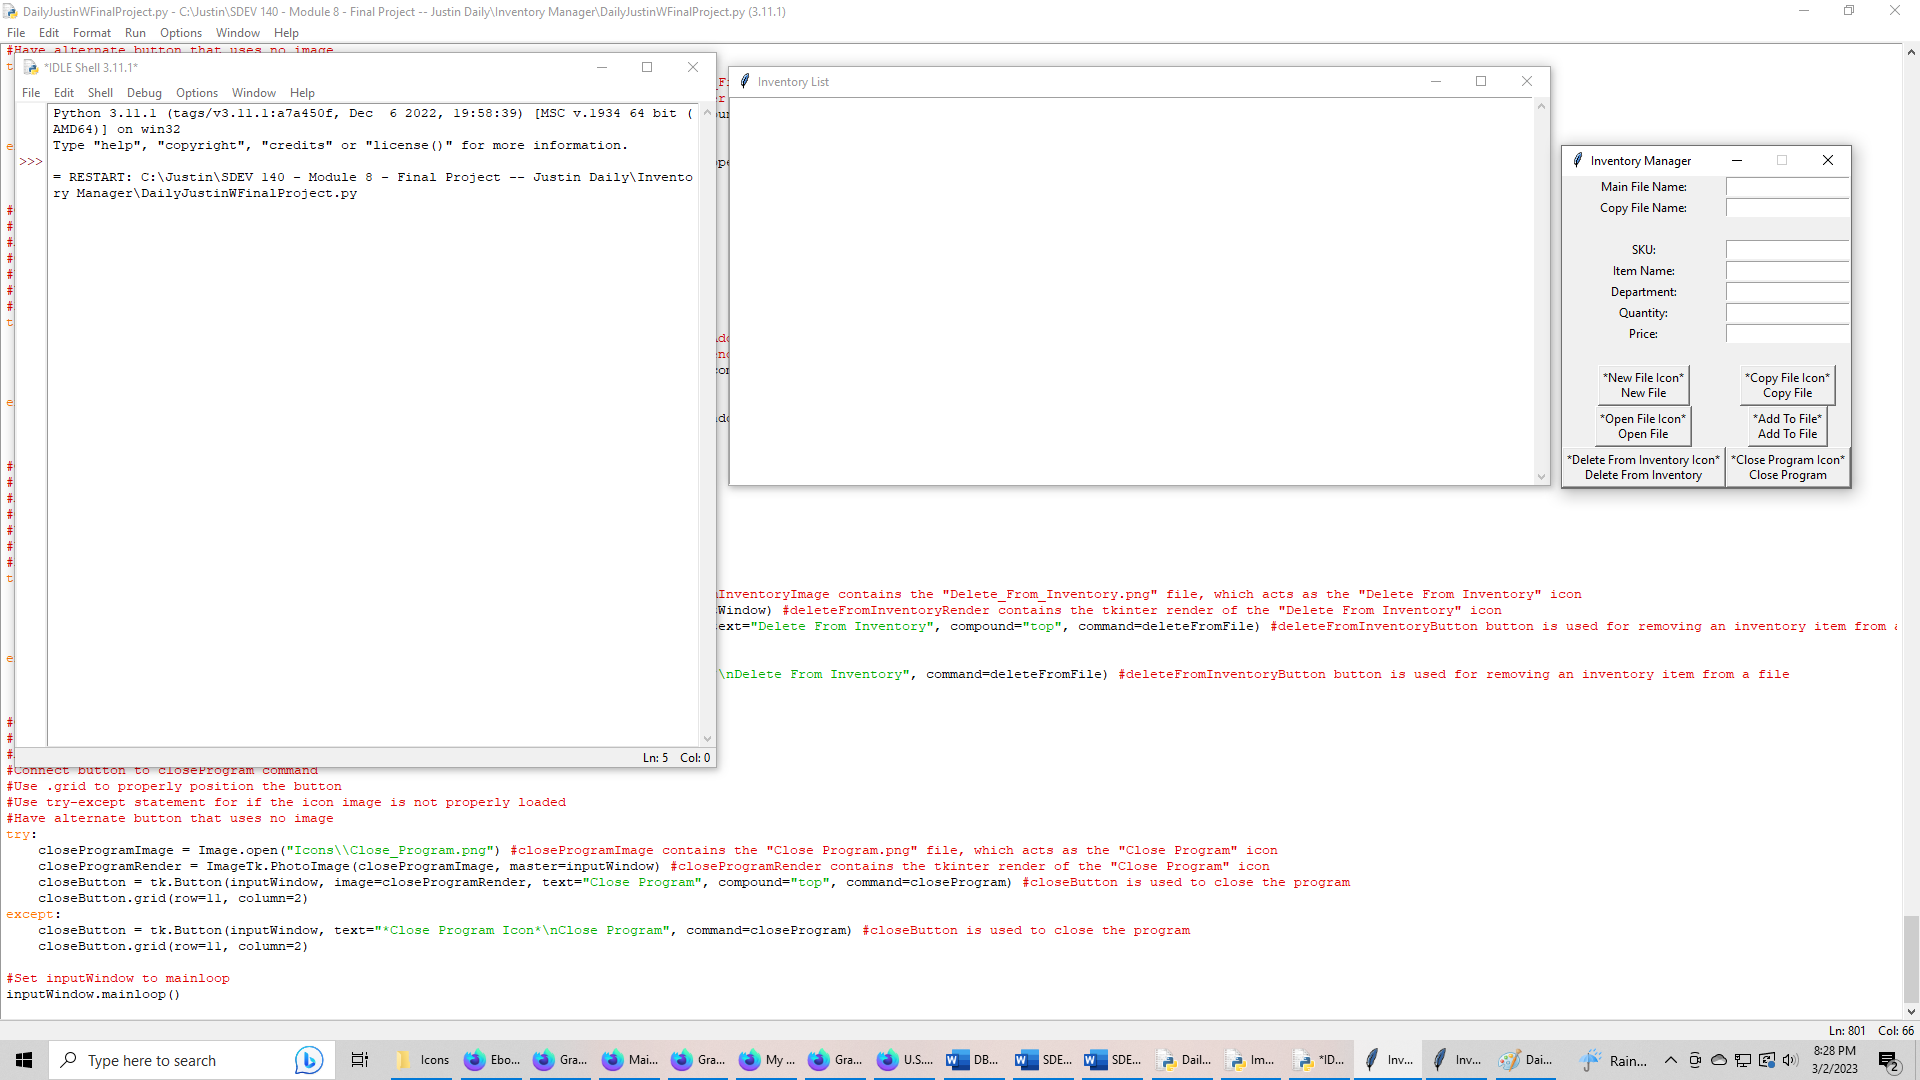 DailyJustinWFinalProject.py - C:\Justin\SDEV 140 - Module 8 - Final Project -- Justin Daily\Inventory Manager\DailyJustinWFinalProject.py (3.11.1)
File Edit Format Run Options Window Help
#Have alternate button that uses no image
*IDLE Shell 3.11.1*
File Edit Shell Debug Options Window Help
Python 3.11.1 (tags/v3.11.1:a7a450f, Dec  6 2022, 19:58:39) [MSC v.1934 64 bit (
AMD64)] on win32
Type "help", "copyright", "credits" or "license()" for more information.
>>>
= RESTART: C:\Justin\SDEV 140 - Module 8 - Final Project -- Justin Daily\Invento
ry Manager\DailyJustinWFinalProject.py
Ln: 5 Col: 0
Inventory List
Inventory Manager
Main File Name:
Copy File Name:
SKU:
Item Name:
Department:
Quantity:
Price:
*New File Icon*
New File
*Copy File Icon*
Copy File
*Open File Icon*
Open File
*Add To File*
Add To File
*Delete From Inventory Icon*
Delete From Inventory
*Close Program Icon*
Close Program
mInventoryImage contains the "Delete_From_Inventory.png" file, which acts as the "Delete From Inventory" icon
tWindow) #deleteFromInventoryRender contains the tkinter render of the "Delete From Inventory" icon
text="Delete From Inventory", compound="top", command=deleteFromFile) #deleteFromInventoryButton button is used for removing an inventory item from a
\nDelete From Inventory", command=deleteFromFile) #deleteFromInventoryButton button is used for removing an inventory item from a file
#Connect button to closeProgram command
#Use .grid to properly position the button
#Use try-except statement for if the icon image is not properly loaded
#Have alternate button that uses no image
try:
    closeProgramImage = Image.open("Icons\\Close_Program.png") #closeProgramImage contains the "Close Program.png" file, which acts as the "Close Program" icon
    closeProgramRender = ImageTk.PhotoImage(closeProgramImage, master=inputWindow) #closeProgramRender contains the tkinter render of the "Close Program" icon
    closeButton = tk.Button(inputWindow, image=closeProgramRender, text="Close Program", compound="top", command=closeProgram) #closeButton is used to close the program
    closeButton.grid(row=11, column=2)
except:
    closeButton = tk.Button(inputWindow, text="*Close Program Icon*\nClose Program", command=closeProgram) #closeButton is used to close the program
    closeButton.grid(row=11, column=2)
#Set inputWindow to mainloop
inputWindow.mainloop()
Ln: 801 Col: 66
Type here to search
Icons
Ebo...
Gra...
Mai...
Gra...
My ...
Gra...
U.S....
DB...
SDE...
SDE...
Dail...
Im...
*ID...
Inv...
Inv...
Dai...
Rain...
8:28 PM
3/2/2023
2